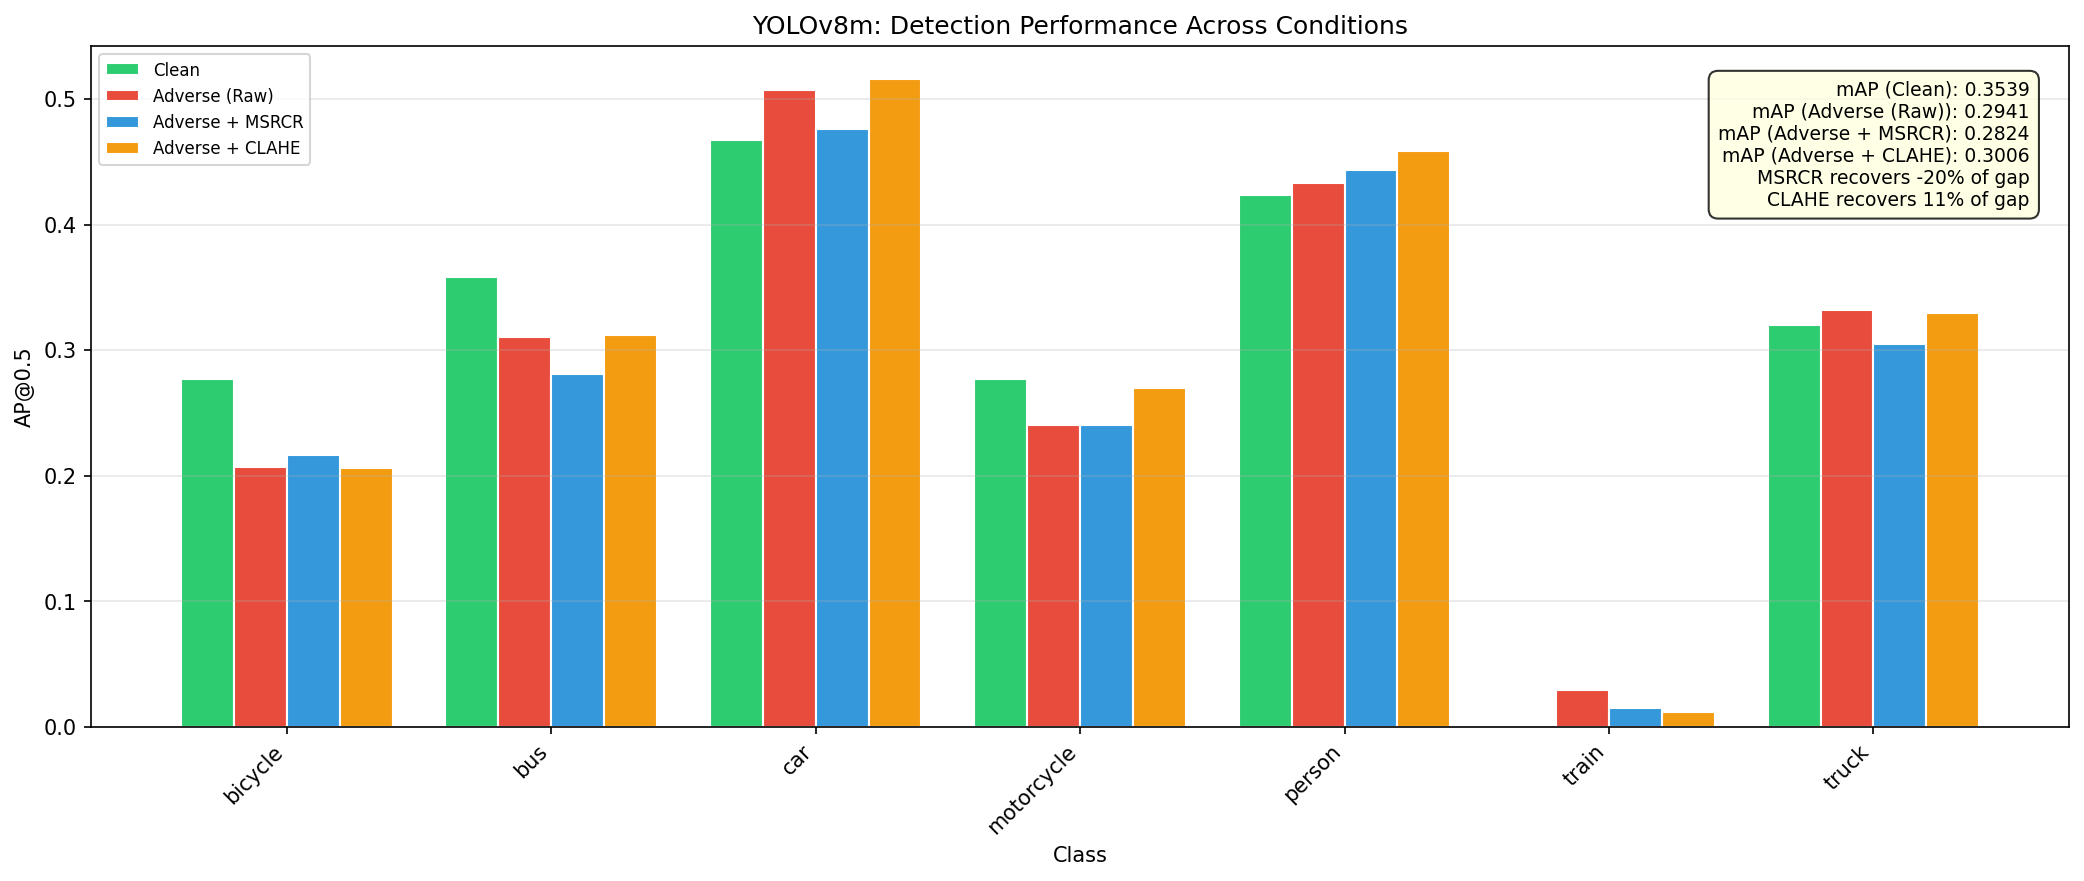 YOLOv8m: Detection Performance Across Conditions
Clean
Adverse (Raw)
Adverse + MSRCR
Adverse + CLAHE
mAP (Clean): 0.3539
mAP (Adverse (Raw)): 0.2941
mAP (Adverse + MSRCR): 0.2824
mAP (Adverse + CLAHE): 0.3006
MSRCR recovers -20% of gap
CLAHE recovers 11% of gap
AP@0.5
0.5
0.4
0.3
0.2
0.1
0.0
bicycle
bus
car
motorcycle
person
train
truck
Class